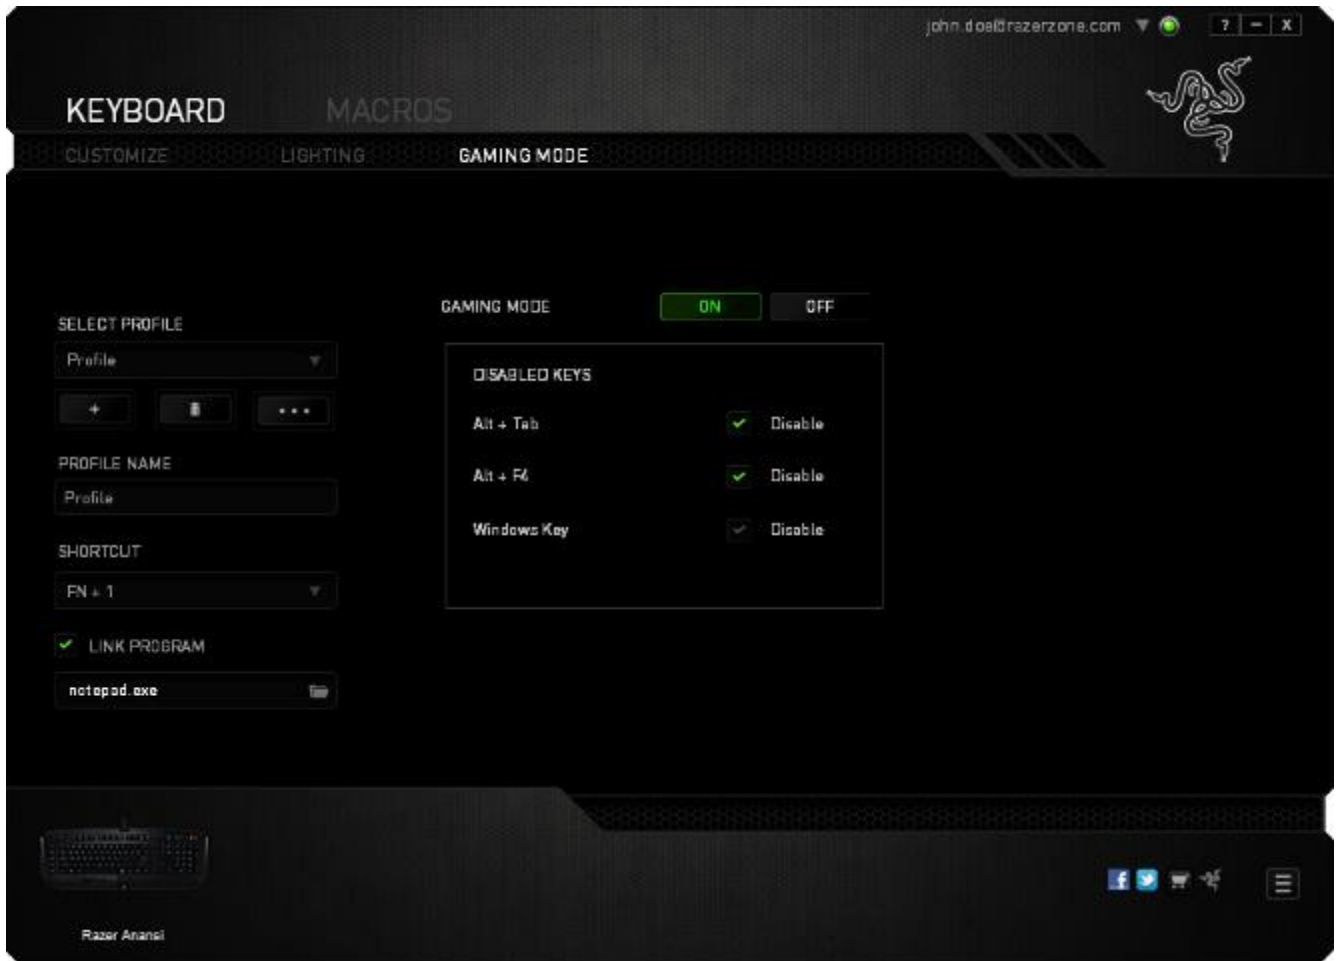 john.doe@razerzone.com
? - X
KEYBOARD MACROS
CUSTOMIZE LIGHTING GAMING MODE
GAMING MODE ON OFF
SELECT PROFILE
Profile
DISABLED KEYS
+ ...
Alt + Tab Disable
PROFILE NAME
Alt + F4 Disable
Profile
Windows Key Disable
SHORTCUT
FN + 1
LINK PROGRAM
notepad.exe
f
Razer Anansi